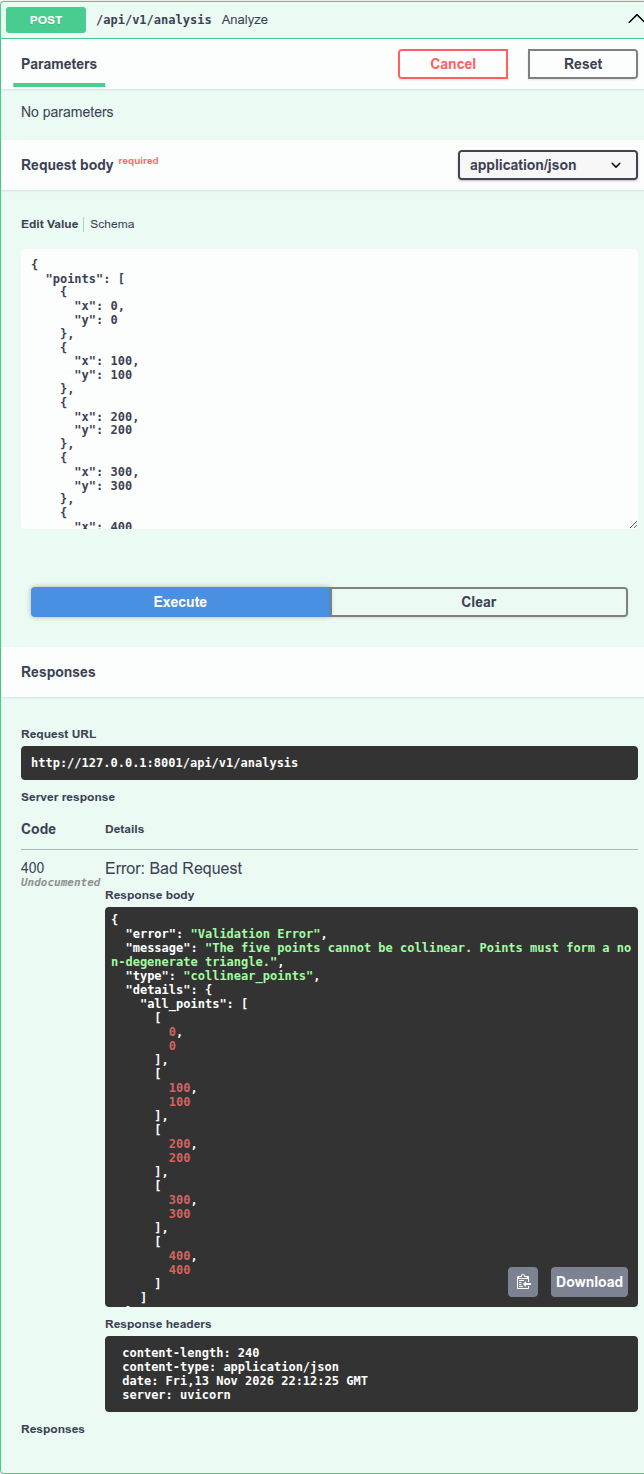 POST /api/v1/analysis Analyze
Parameters Cancel Reset
No parameters
Request body required application/json
Edit Value Schema
{
  "points": [
    {
      "x": 0,
      "y": 0
    },
    {
      "x": 100,
      "y": 100
    },
    {
      "x": 200,
      "y": 200
    },
    {
      "x": 300,
      "y": 300
    },
    {
      "x": 400
Execute Clear
Responses
Request URL
http://127.0.0.1:8001/api/v1/analysis
Server response
Code Details
400 Error: Bad Request
Undocumented
Response body
{
  "error": "Validation Error",
  "message": "The five points cannot be collinear. Points must form a no
n-degenerate triangle.",
  "type": "collinear_points",
  "details": {
    "all_points": [
      [
        0,
        0
      ],
      [
        100,
        100
      ],
      [
        200,
        200
      ],
      [
        300,
        300
      ],
      [
        400,
        400
      ]
    ]
Download
Response headers
content-length: 240
content-type: application/json
date: Fri,13 Nov 2026 22:12:25 GMT
server: uvicorn
Responses